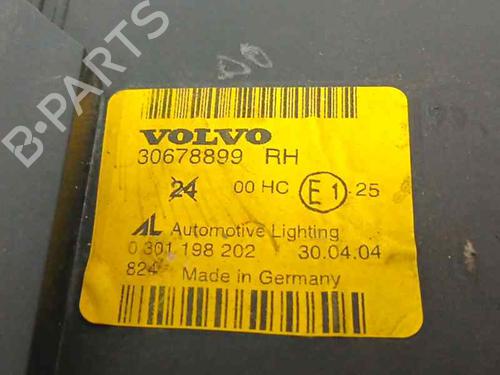 DO
VOLVO
30678899 RH
24 00 HC E1 25
AL Automotive Lighting
0 301 198 202 30.04.04
824 Made in Germany
B-PARTS